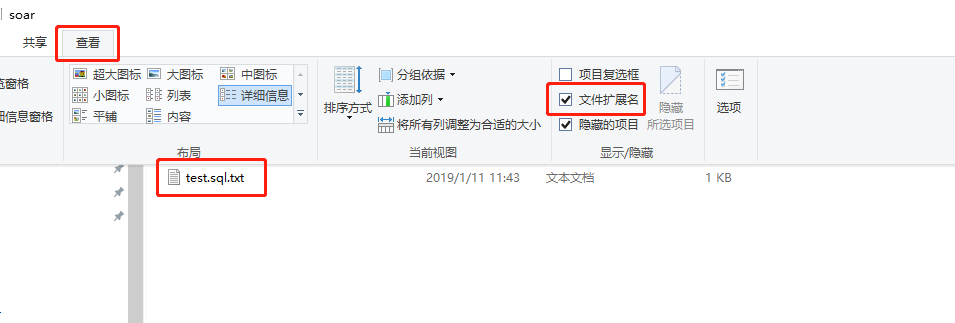 soar
共享 查看
览窗格 超大图标 大图标 中图标 分组依据 项目复选框
小图标 列表 详细信息 排序方式 添加列 文件扩展名 隐藏 选项
细信息窗格 平铺 内容 将所有列调整为合适的大小 隐藏的项目 所选项目
布局 当前视图 显示/隐藏
test.sql.txt 2019/1/11 11:43 文本文档 1 KB